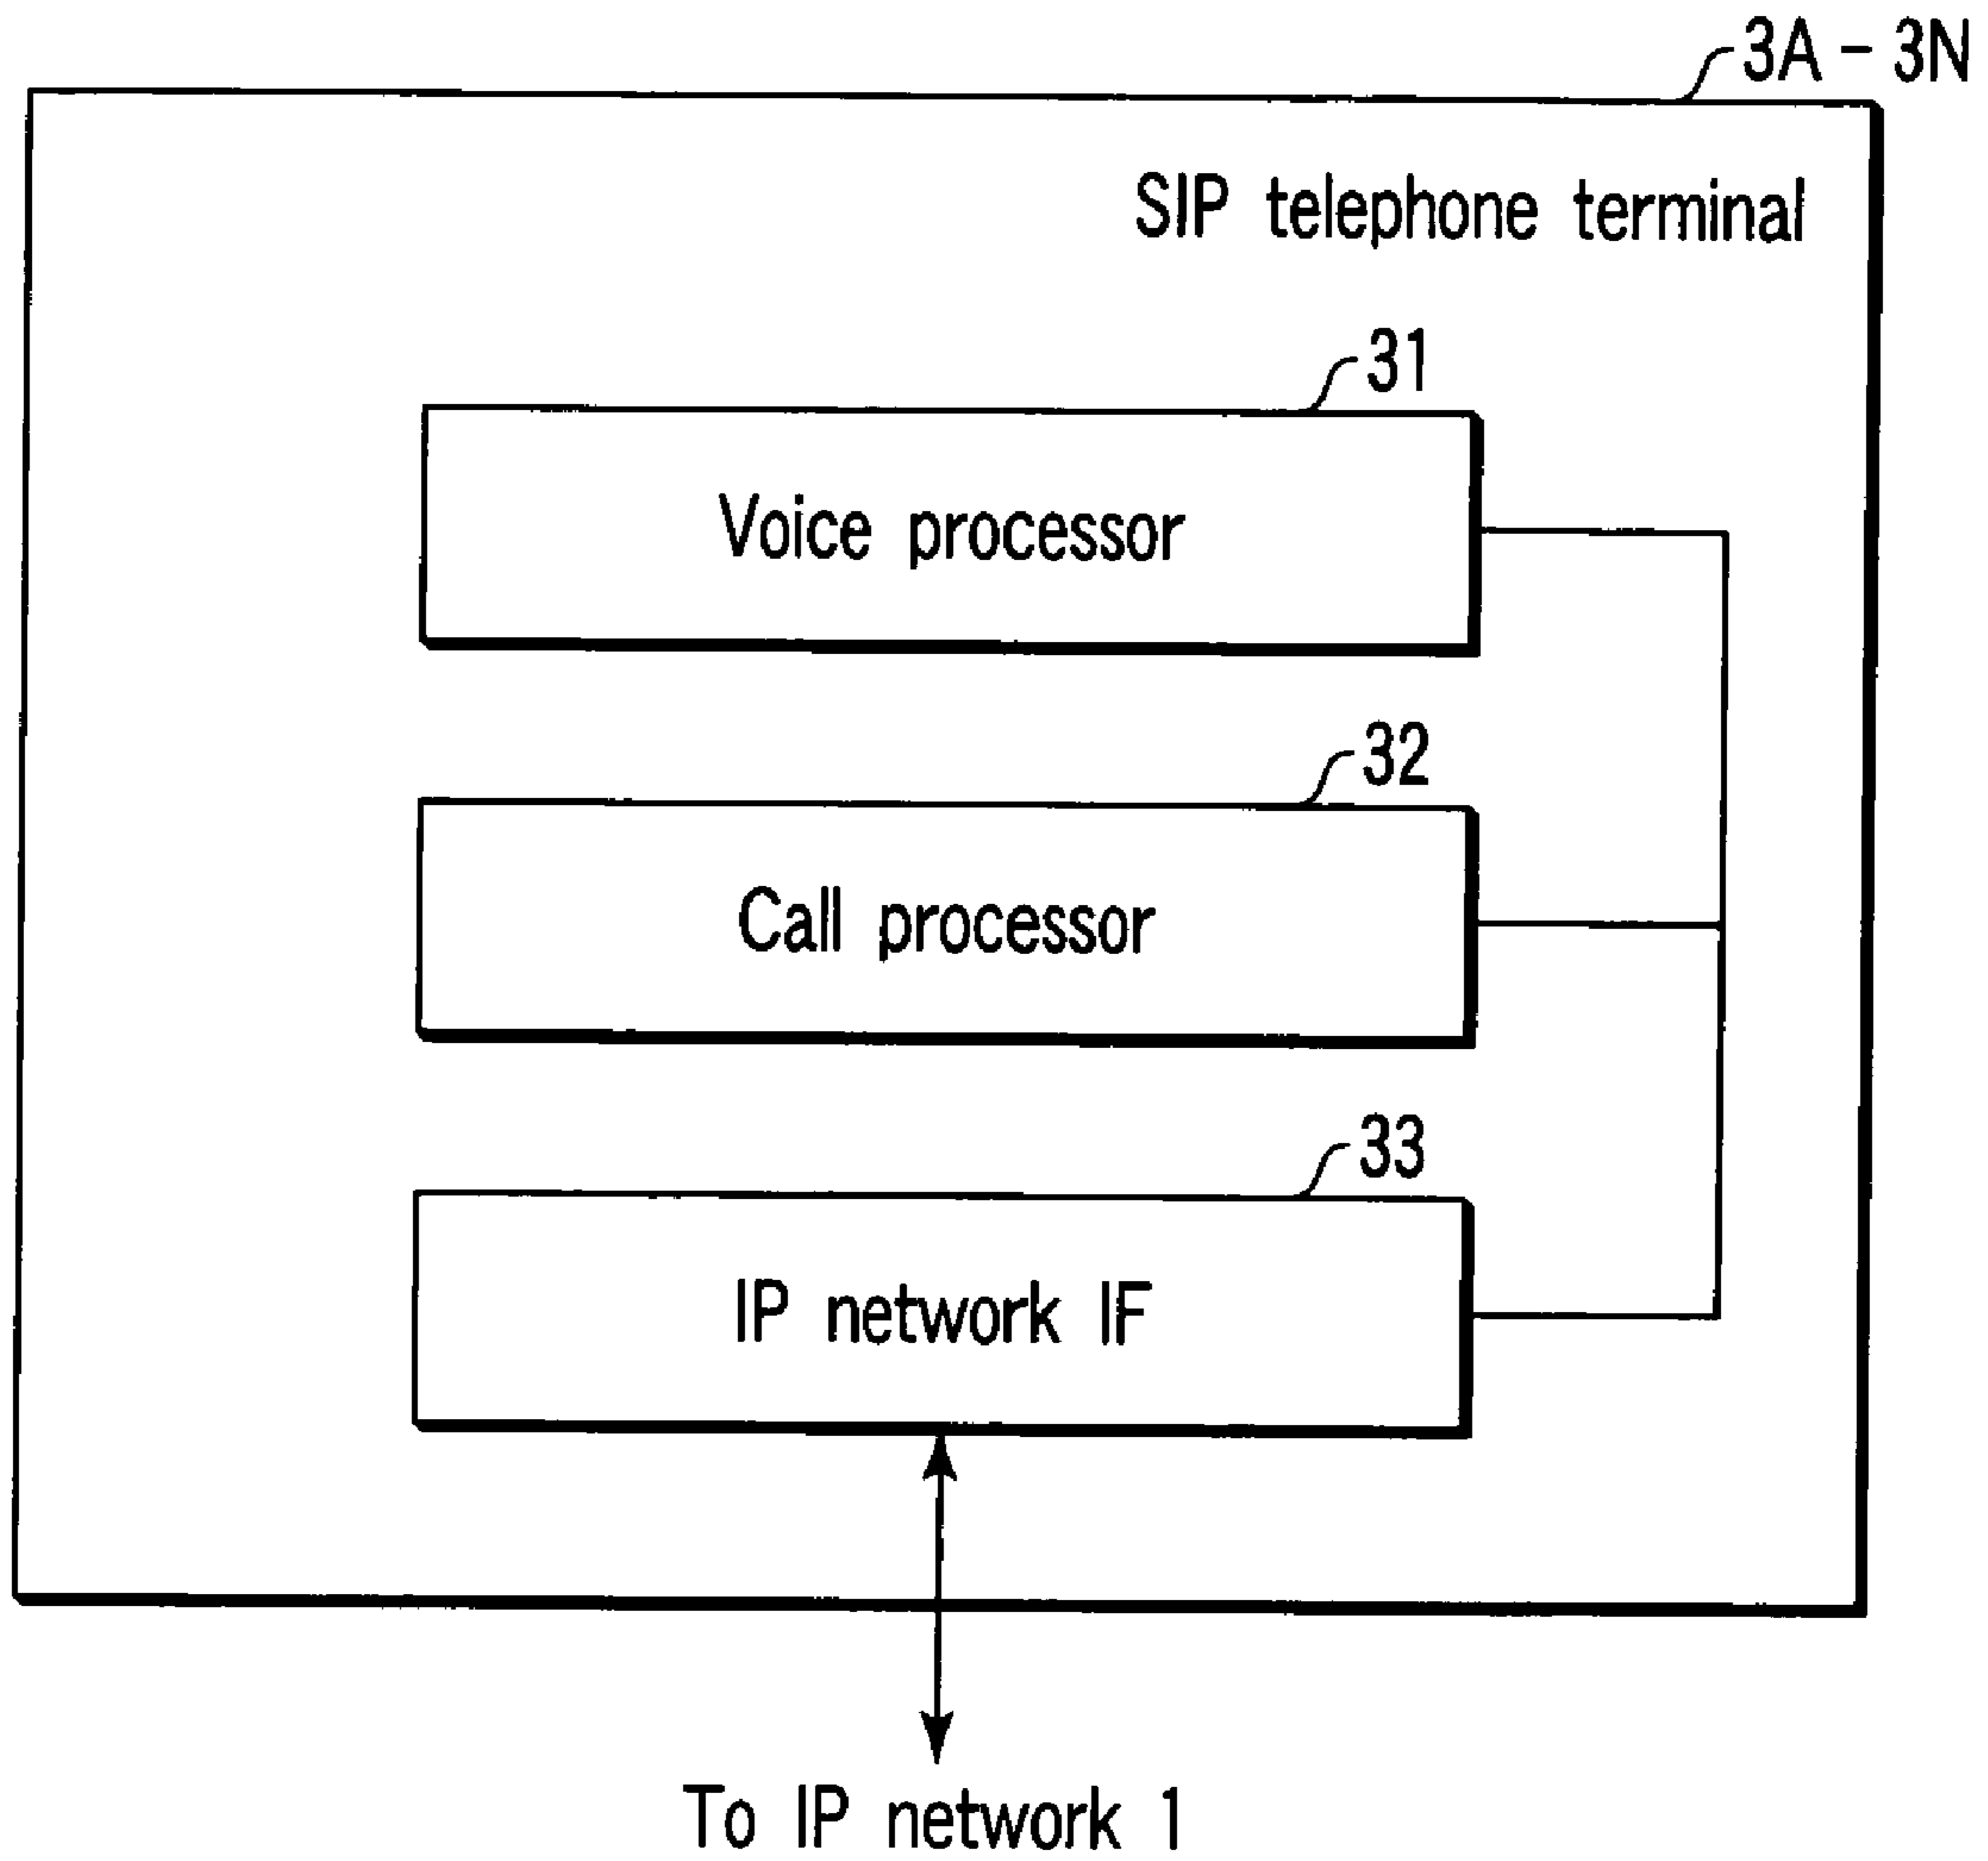 3A - 3N
SIP telephone terminal
31
Voice processor
32
Call processor
33
IP network IF
To IP network 1